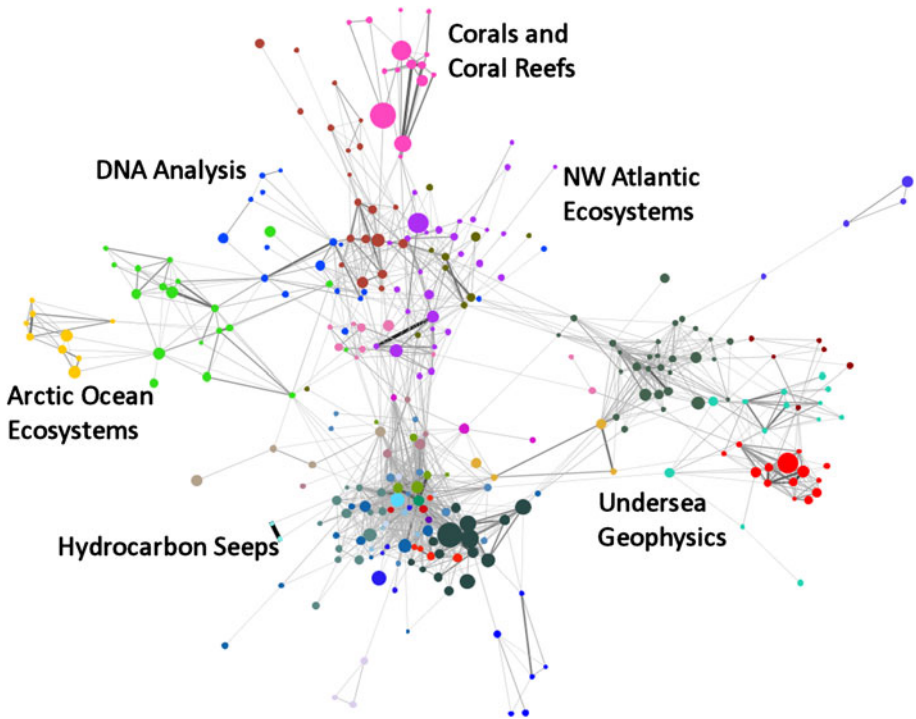 Corals and
Coral Reefs
DNA Analysis
NW Atlantic
Ecosystems
Arctic Ocean
Ecosystems
Undersea
Geophysics
Hydrocarbon Seeps